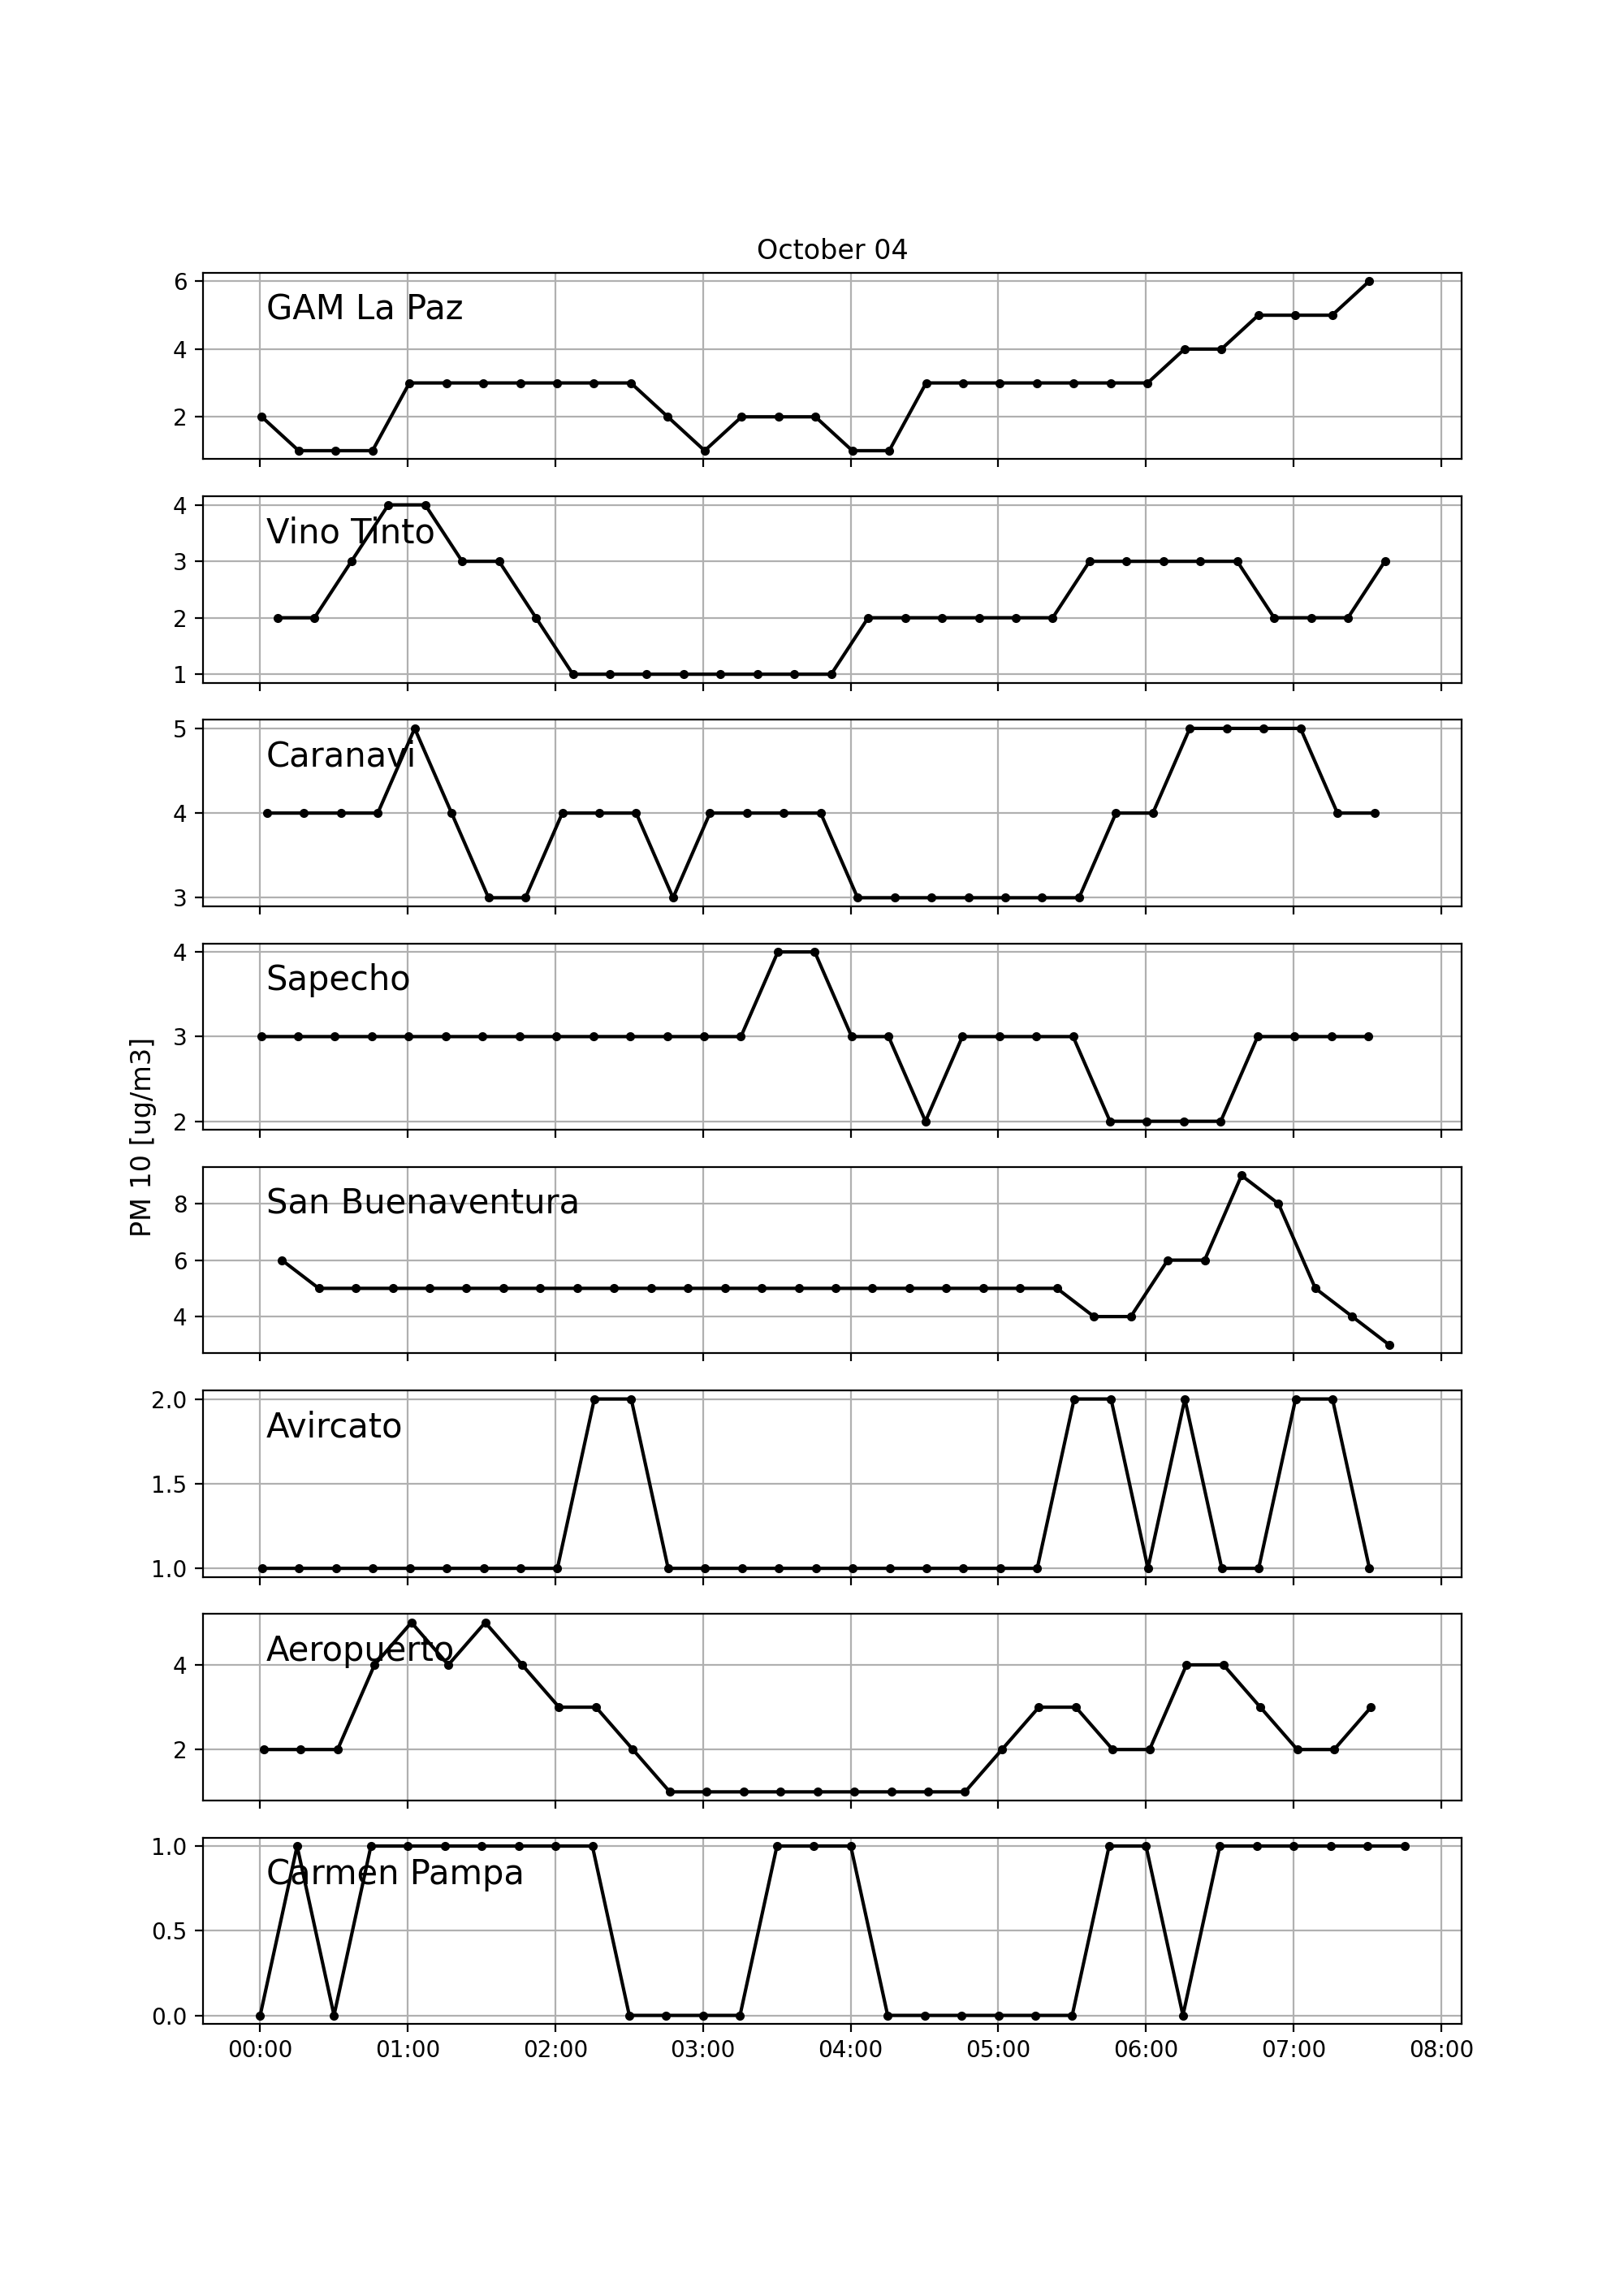 October 04
6
GAM La Paz
4
2
4
Vino Tinto
3
2
1
5
Caranavi
4
3
4
Sapecho
3
2
PM 10 [ug/m3]
8
San Buenaventura
6
4
2.0
Avircato
1.5
1.0
Aeropuerto
4
2
1.0
Carmen Pampa
0.5
0.0
00:00 01:00 02:00 03:00 04:00 05:00 06:00 07:00 08:00